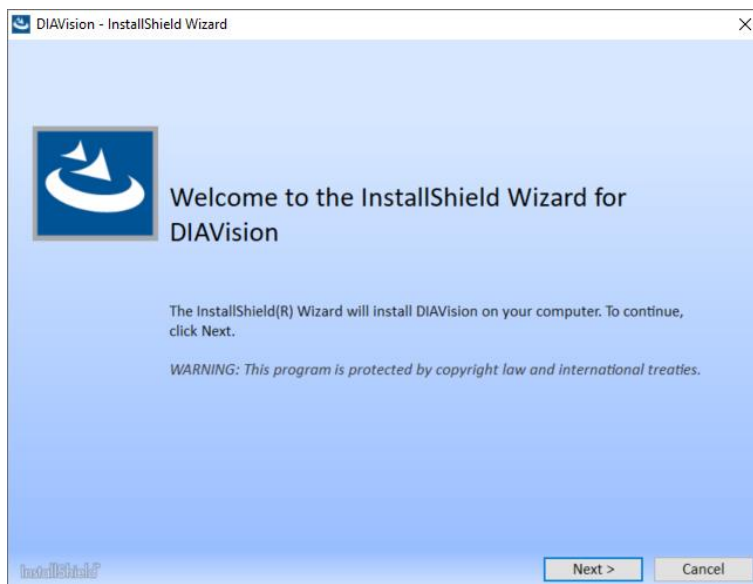 DIAVision - InstallShield Wizard
Welcome to the InstallShield Wizard for
DIAVision
The InstallShield(R) Wizard will install DIAVision on your computer. To continue,
click Next.
WARNING: This program is protected by copyright law and international treaties.
InstallShield
Next >
Cancel